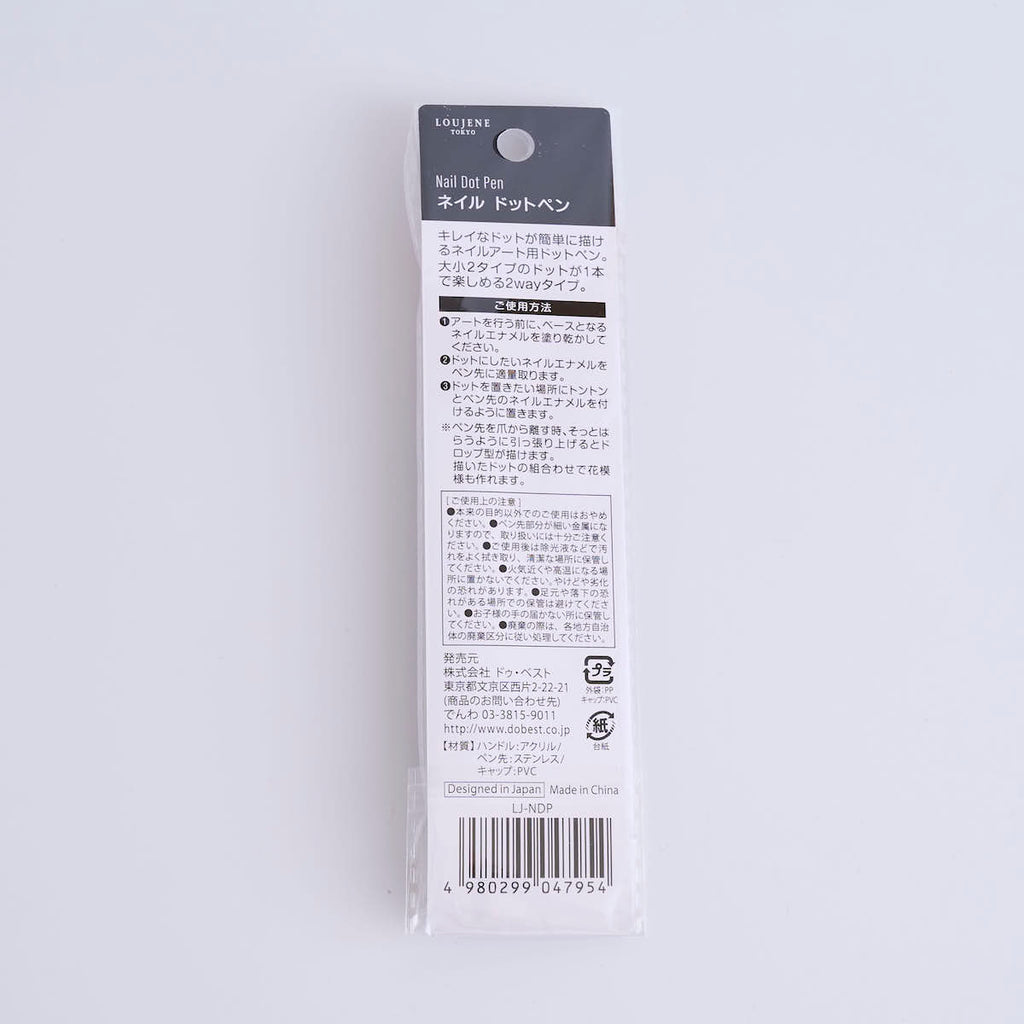 LOUJENE
TOKYO
Nail Dot Pen
ネイル ドットペン
キレイなドットが簡単に描け
るネイルアート用ドットペン。
大小2タイプのドットが1本
で楽しめる2wayタイプ。
ご使用方法
❶アートを行う前に、ベースとなる
ネイルエナメルを塗り乾かして
ください。
❷ドットにしたいネイルエナメルを
ペン先に適量取ります。
❸ドットを置きたい場所にトントン
とペン先のネイルエナメルを付
けるように置きます。
※ペン先を爪から離す時、そっとは
らうように引っ張り上げるとド
ロップ型が描けます。
描いたドットの組合わせで花模
様も作れます。
[ご使用上の注意]
●本来の目的以外でのご使用はおやめ
ください。●ペン先部分が細い金属にな
りますので、取り扱いには十分ご注意く
ださい。●ご使用後は除光液などで汚
れをよく拭き取り、清潔な場所に保管し
てください。●火気近くや高温になる場
所に置かないでください。やけどや劣化
の恐れがあります。●足元や落下の恐
れがある場所での保管は避けてくださ
い。●お子様の手の届かない所に保管し
てください。●廃棄の際は、各地方自治
体の廃棄区分に従い処理してください。
発売元
株式会社 ドゥ・ベスト
東京都文京区西片2-22-21
(商品のお問い合わせ先)
でんわ 03-3815-9011
http://www.dobest.co.jp
プラ
外袋:PP
キャップ:PVC
紙
台紙
【材質】ハンドル:アクリル/
ペン先:ステンレス/
キャップ:PVC
Designed in Japan Made in China
LJ-NDP
4 980299 047954